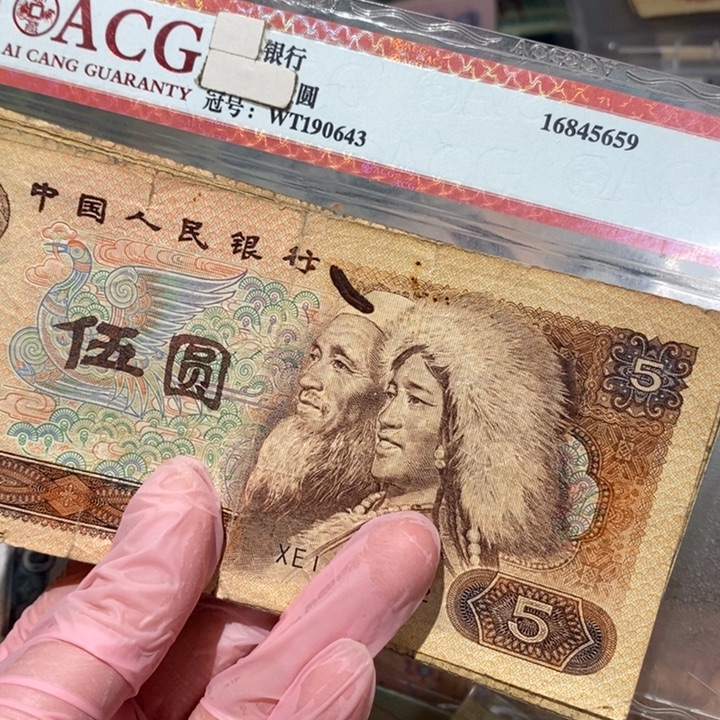 ACG
AI CANG GUARANTY
银行
圆
冠号：WT190643
16845659
中国人民银行
伍圆
5
XE I
5